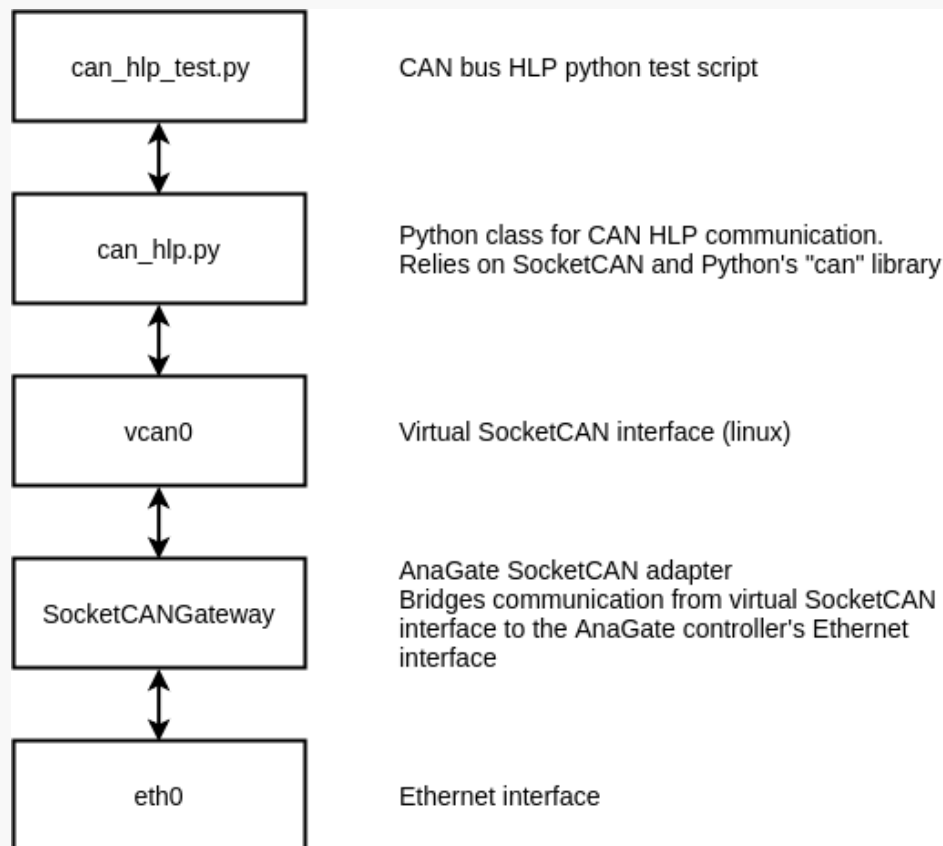 can_hlp_test.py
CAN bus HLP python test script
can_hlp.py
Python class for CAN HLP communication.
Relies on SocketCAN and Python's "can" library
vcan0
Virtual SocketCAN interface (linux)
SocketCANGateway
AnaGate SocketCAN adapter
Bridges communication from virtual SocketCAN
interface to the AnaGate controller's Ethernet
interface
eth0
Ethernet interface